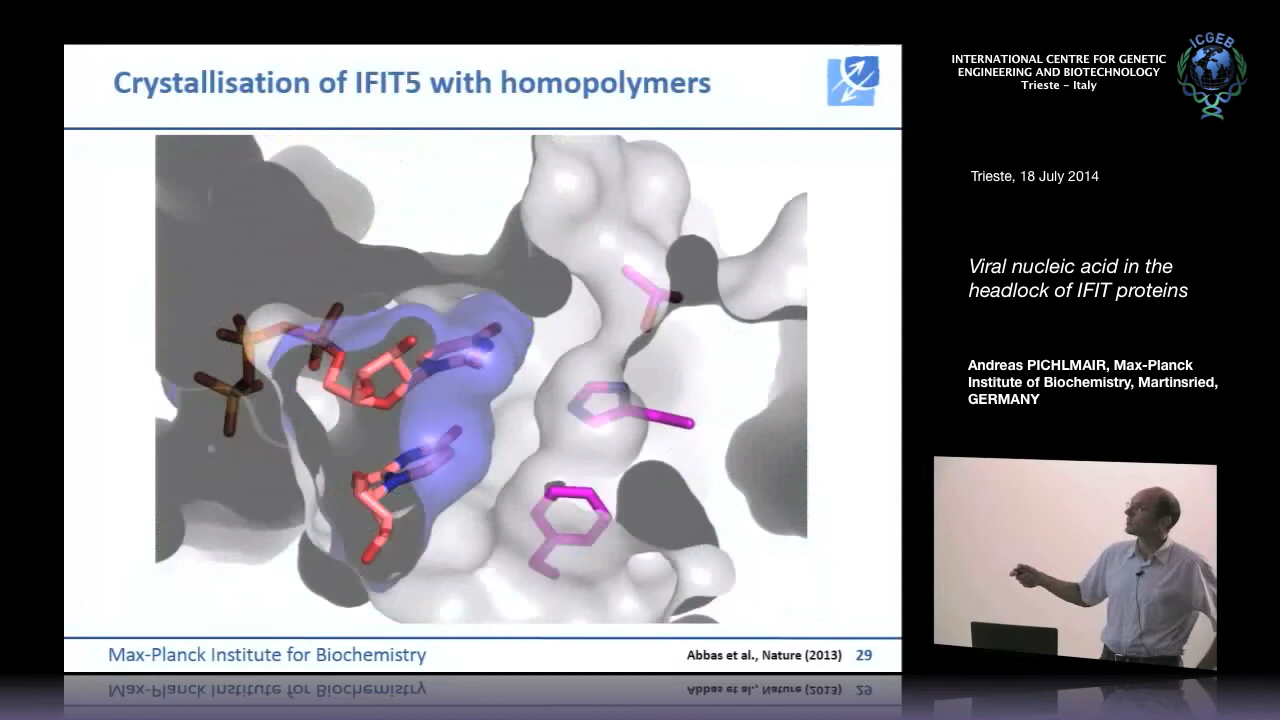 Crystallisation of IFIT5 with homopolymers
Max-Planck Institute for Biochemistry
Abbas et al., Nature (2013) 29
INTERNATIONAL CENTRE FOR GENETIC
ENGINEERING AND BIOTECHNOLOGY
Trieste - Italy
ICGEB
Trieste, 18 July 2014
Viral nucleic acid in the
headlock of IFIT proteins
Andreas PICHLMAIR, Max-Planck
Institute of Biochemistry, Martinsried,
GERMANY